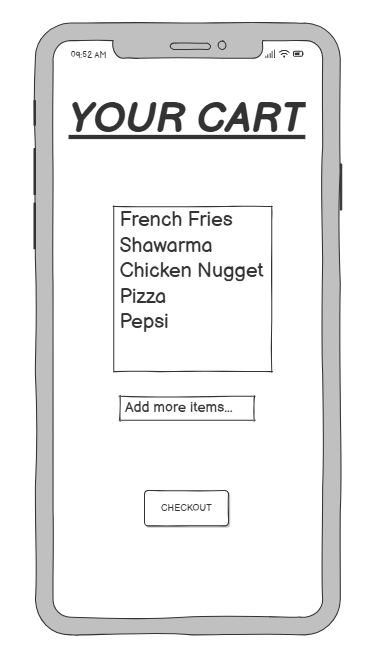 09:52 AM
YOUR CART
French Fries
Shawarma
Chicken Nugget
Pizza
Pepsi
Add more items...
CHECKOUT